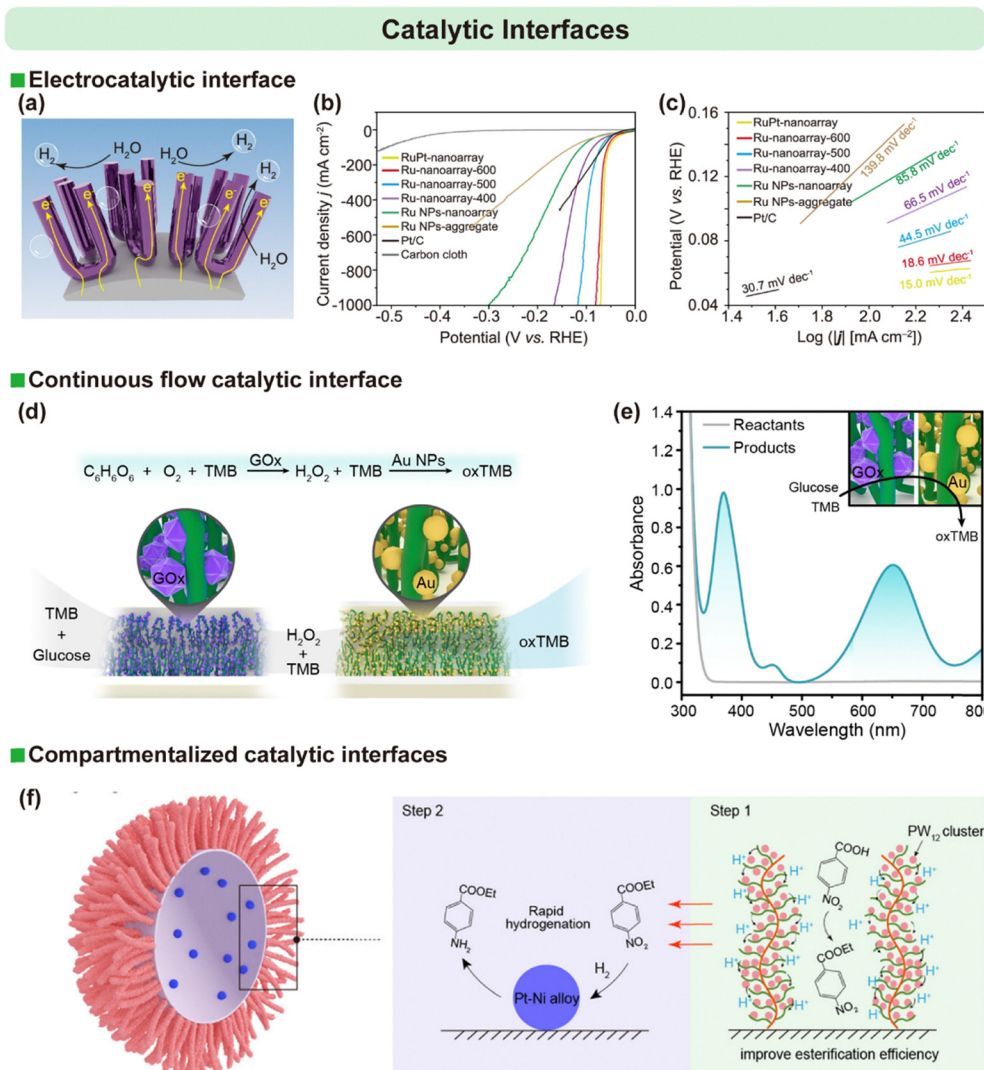 Catalytic Interfaces
Electrocatalytic interface
(a)
H₂
H₂O
H₂O
H₂
H₂
e⁻
e⁻
e⁻
e⁻
e⁻
H₂O
(b)
Current density j (mA cm⁻²)
0
-200
-400
-600
-800
-1000
RuPt-nanoarray
Ru-nanoarray-600
Ru-nanoarray-500
Ru-nanoarray-400
Ru NPs-nanoarray
Ru NPs-aggregate
Pt/C
Carbon cloth
-0.5
-0.4
-0.3
-0.2
-0.1
0.0
Potential (V vs. RHE)
(c)
Potential (V vs. RHE)
0.16
0.12
0.08
0.04
RuPt-nanoarray
Ru-nanoarray-600
Ru-nanoarray-500
Ru-nanoarray-400
Ru NPs-nanoarray
Ru NPs-aggregate
Pt/C
139.8 mV dec⁻¹
85.8 mV dec⁻¹
66.5 mV dec⁻¹
44.5 mV dec⁻¹
18.6 mV dec⁻¹
15.0 mV dec⁻¹
30.7 mV dec⁻¹
1.4
1.6
1.8
2.0
2.2
2.4
Log (|j| [mA cm⁻²])
Continuous flow catalytic interface
(d)
C₆H₆O₆ + O₂ + TMB GOx→ H₂O₂ + TMB Au NPs→ oxTMB
GOx
Au
TMB
+
Glucose
H₂O₂
+
TMB
oxTMB
(e)
Absorbance
1.4
1.2
1.0
0.8
0.6
0.4
0.2
0.0
Reactants
Products
GOx
Au
Glucose
TMB
oxTMB
300
400
500
600
700
800
Wavelength (nm)
Compartmentalized catalytic interfaces
(f)
Step 2
COOEt
NH₂
Rapid
hydrogenation
COOEt
NO₂
H₂
Pt-Ni alloy
Step 1
PW₁₂ cluster
H⁺
H⁺
H⁺
H⁺
H⁺
H⁺
H⁺
H⁺
H⁺
H⁺
H⁺
H⁺
COOH
NO₂
COOEt
NO₂
improve esterification efficiency